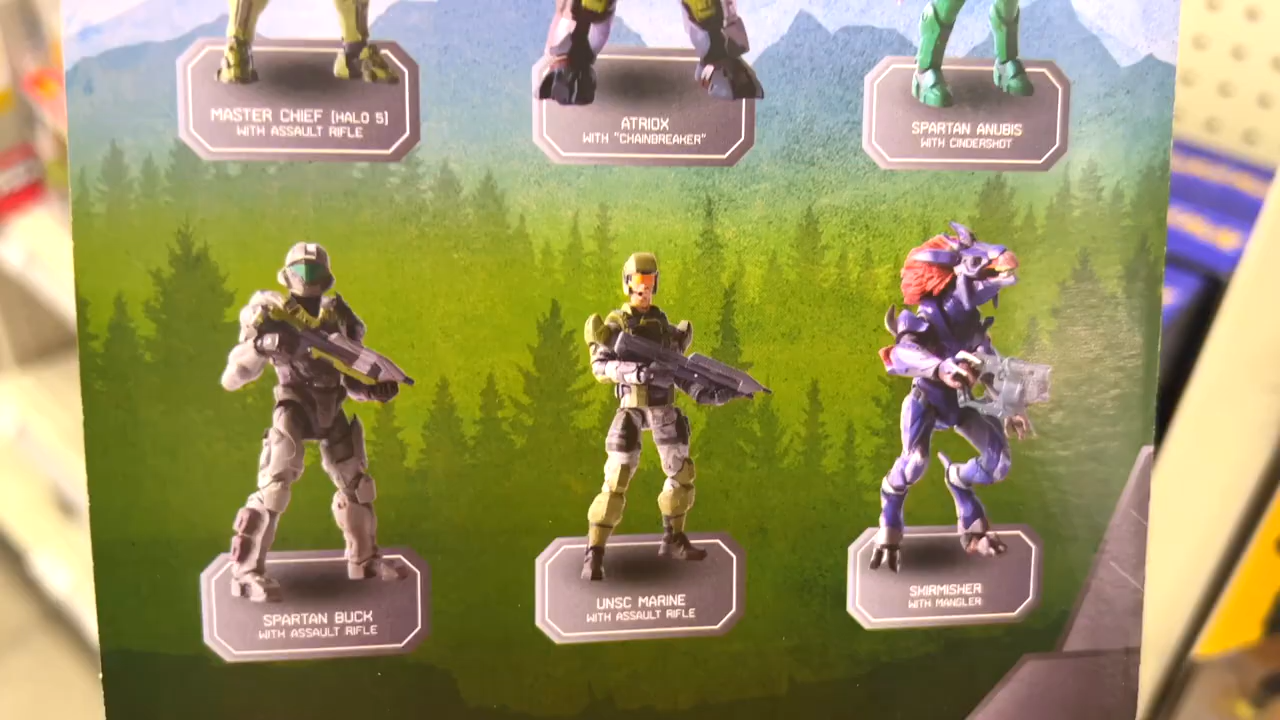 MASTER CHIEF [HALO 5]
WITH ASSAULT RIFLE
ATRIOX
WITH "CHAINBREAKER"
SPARTAN ANUBIS
WITH CINDERSHOT
SPARTAN BUCK
WITH ASSAULT RIFLE
UNSC MARINE
WITH ASSAULT RIFLE
SKIRMISHER
WITH MANGLER